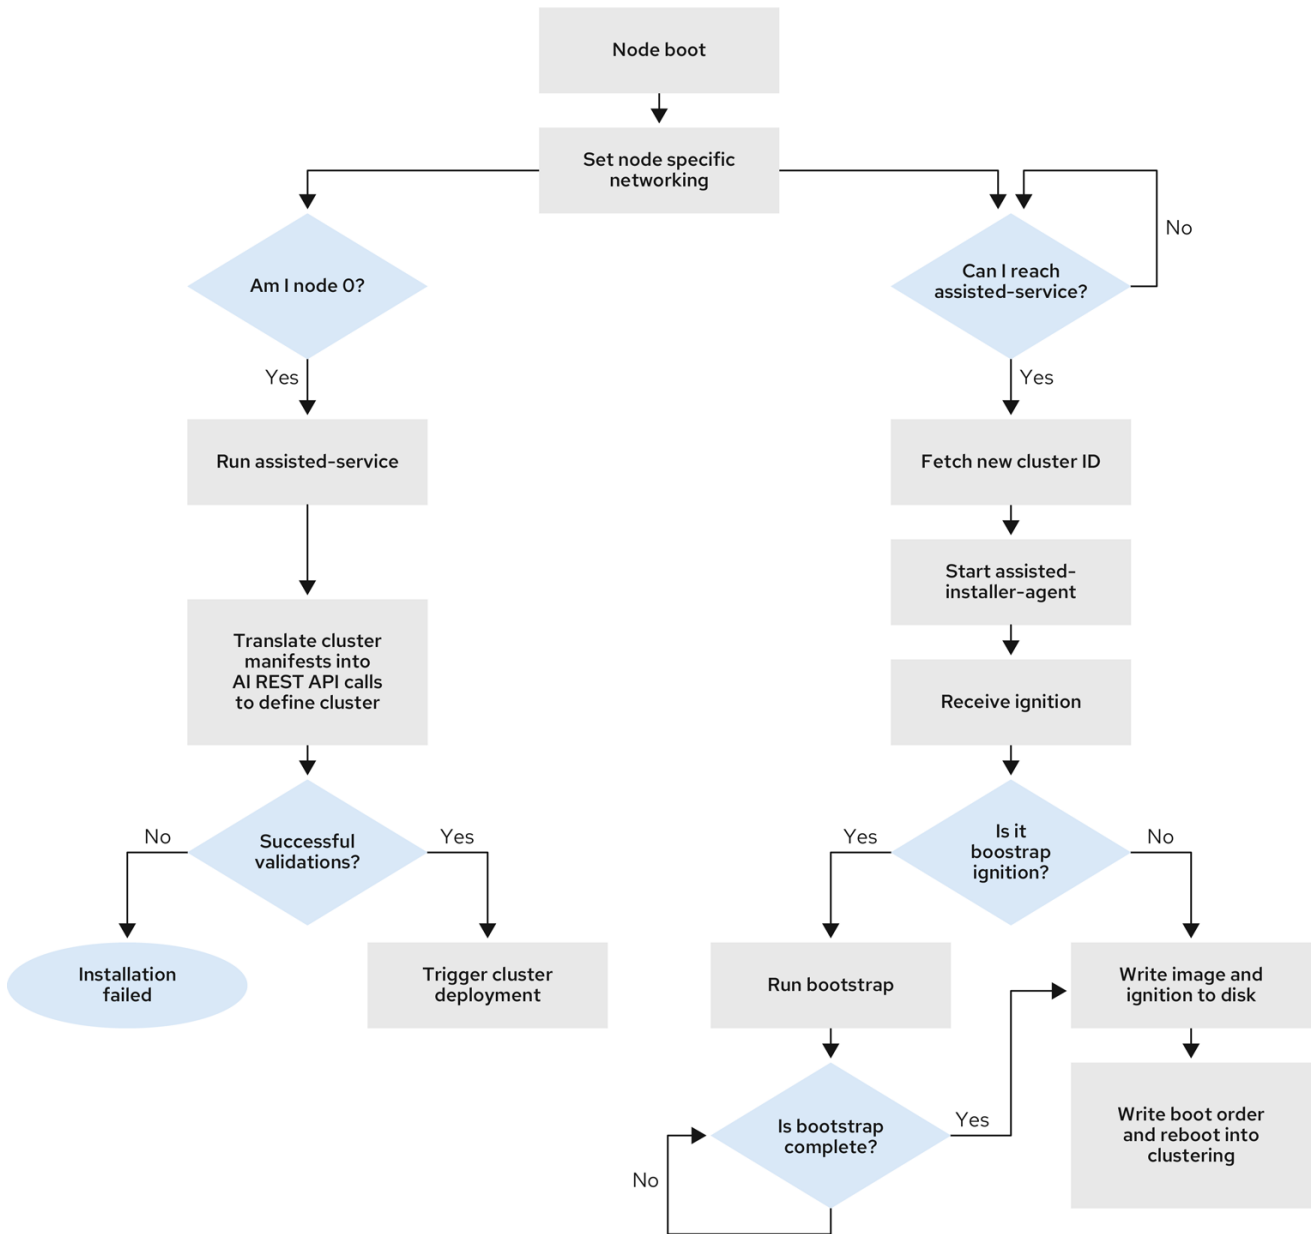 Node boot
Set node specific
networking
Am I node 0?
Yes
Run assisted-service
Translate cluster
manifests into
AI REST API calls
to define cluster
Successful
validations?
No
Yes
Installation
failed
Trigger cluster
deployment
Can I reach
assisted-service?
No
Yes
Fetch new cluster ID
Start assisted-
installer-agent
Receive ignition
Is it
boostrap
ignition?
Yes
No
Run bootstrap
Is bootstrap
complete?
No
Yes
Write image and
ignition to disk
Write boot order
and reboot into
clustering